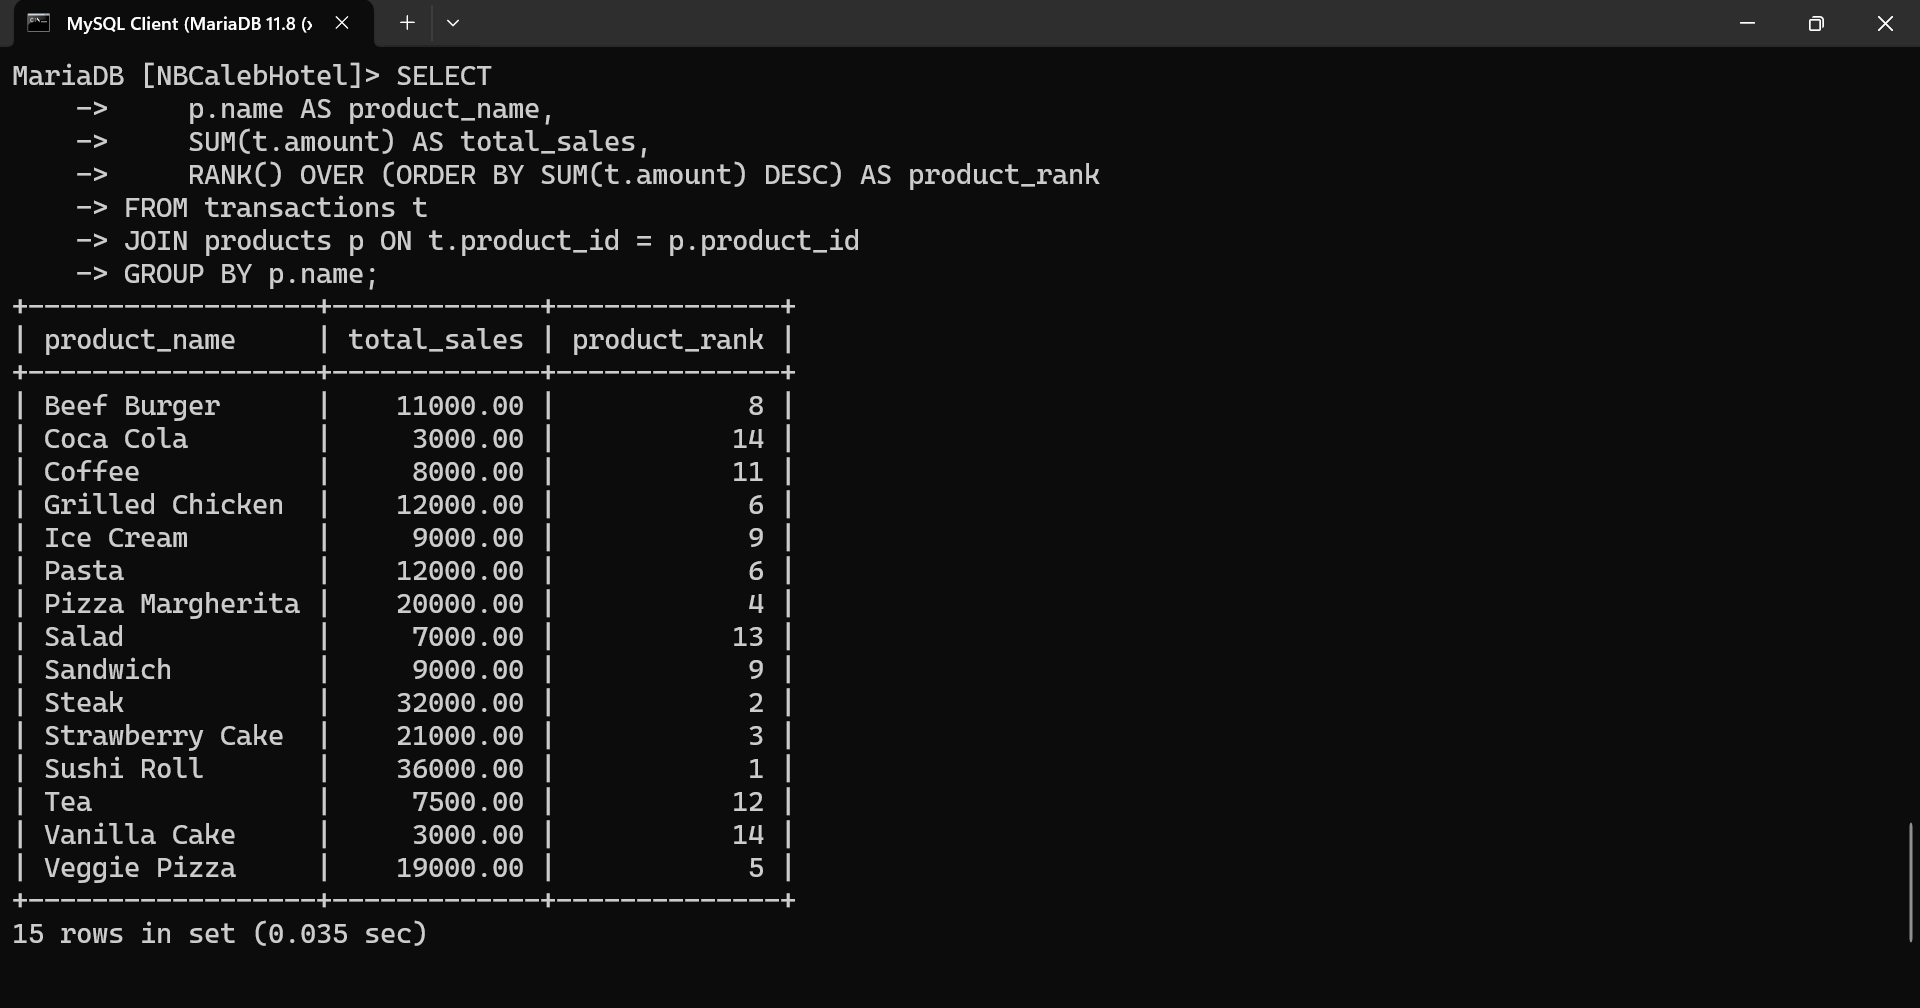 MySQL Client (MariaDB 11.8 (x
MariaDB [NBCalebHotel]> SELECT
    ->     p.name AS product_name,
    ->     SUM(t.amount) AS total_sales,
    ->     RANK() OVER (ORDER BY SUM(t.amount) DESC) AS product_rank
    -> FROM transactions t
    -> JOIN products p ON t.product_id = p.product_id
    -> GROUP BY p.name;
+------------------+-------------+--------------+
| product_name     | total_sales | product_rank |
+------------------+-------------+--------------+
| Beef Burger      |    11000.00 |            8 |
| Coca Cola        |     3000.00 |           14 |
| Coffee           |     8000.00 |           11 |
| Grilled Chicken  |    12000.00 |            6 |
| Ice Cream        |     9000.00 |            9 |
| Pasta            |    12000.00 |            6 |
| Pizza Margherita |    20000.00 |            4 |
| Salad            |     7000.00 |           13 |
| Sandwich         |     9000.00 |            9 |
| Steak            |    32000.00 |            2 |
| Strawberry Cake  |    21000.00 |            3 |
| Sushi Roll       |    36000.00 |            1 |
| Tea              |     7500.00 |           12 |
| Vanilla Cake     |     3000.00 |           14 |
| Veggie Pizza     |    19000.00 |            5 |
+------------------+-------------+--------------+
15 rows in set (0.035 sec)